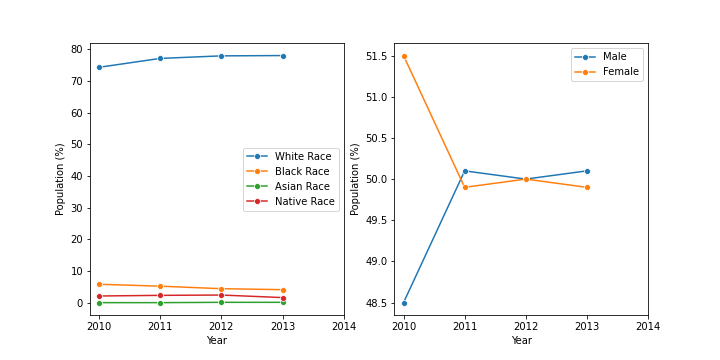 80
70
60
50
40
30
20
10
0
Population (%)
White Race
Black Race
Asian Race
Native Race
2010 2011 2012 2013 2014
Year
51.5
51.0
50.5
50.0
49.5
49.0
48.5
Population (%)
Male
Female
2010 2011 2012 2013 2014
Year